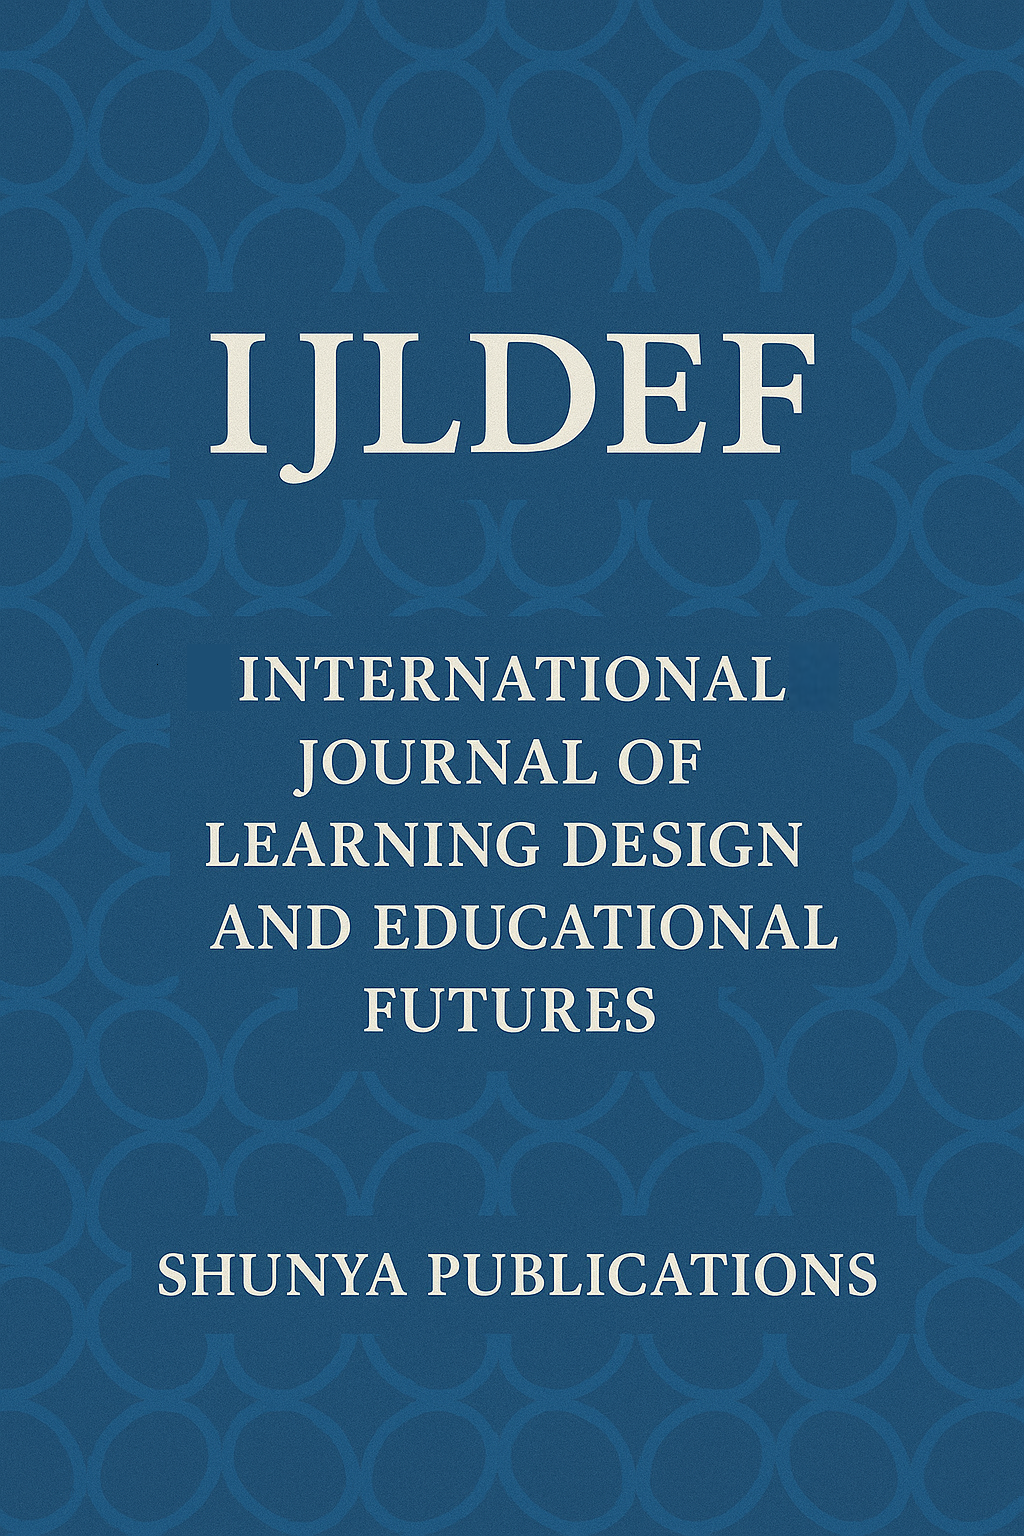 IJLDEF
INTERNATIONAL
JOURNAL OF
LEARNING DESIGN
AND EDUCATIONAL
FUTURES
SHUNYA PUBLICATIONS